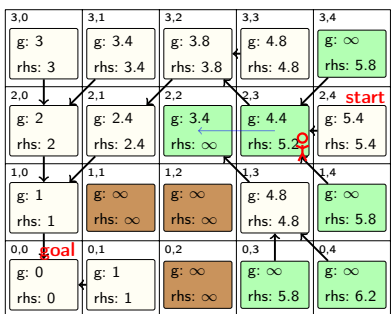 3,0 3,1 3,2 3,3 3,4
g: 3 g: 3.4 g: 3.8 g: 4.8 g: ∞
rhs: 3 rhs: 3.4 rhs: 3.8 rhs: 4.8 rhs: 5.8
2,0 2,1 2,2 2,3 2,4 start
g: 2 g: 2.4 g: 3.4 g: 4.4 g: 5.4
rhs: 2 rhs: 2.4 rhs: ∞ rhs: 5.2 rhs: 5.4
1,0 1,1 1,2 1,3 1,4
g: 1 g: ∞ g: ∞ g: 4.8 g: ∞
rhs: 1 rhs: ∞ rhs: ∞ rhs: 4.8 rhs: 5.8
0,0 goal 0,1 0,2 0,3 0,4
g: 0 g: 1 g: ∞ g: ∞ g: ∞
rhs: 0 rhs: 1 rhs: ∞ rhs: 5.8 rhs: 6.2